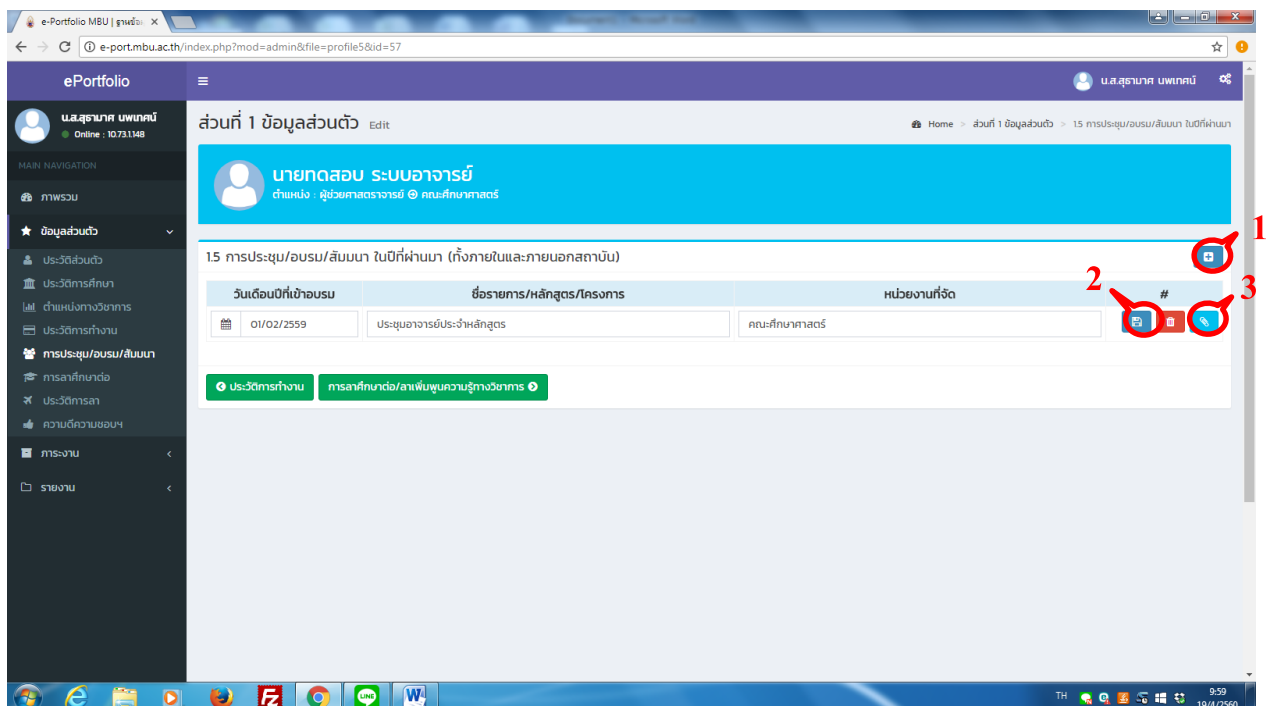 e-Portfolio MBU | ฐานข้อ
e-port.mbu.ac.th/index.php?mod=admin&file=profile5&id=57
ePortfolio
น.ส.สุธามาศ นพเทศน์
น.ส.สุธามาศ นพเทศน์
Online : 10.73.1.148
ส่วนที่ 1 ข้อมูลส่วนตัว Edit
Home > ส่วนที่ 1 ข้อมูลส่วนตัว > 1.5 การประชุม/อบรม/สัมมนา ในปีที่ผ่านมา
MAIN NAVIGATION
ภาพรวม
ข้อมูลส่วนตัว
ประวัติส่วนตัว
ประวัติการศึกษา
ตำแหน่งทางวิชาการ
ประวัติการทำงาน
การประชุม/อบรม/สัมมนา
การลาศึกษาต่อ
ประวัติการลา
ความดีความชอบฯ
ภาระงาน
รายงาน
นายทดสอบ ระบบอาจารย์
ตำแหน่ง : ผู้ช่วยศาสตราจารย์ คณะศึกษาศาสตร์
1
1.5 การประชุม/อบรม/สัมมนา ในปีที่ผ่านมา (ทั้งภายในและภายนอกสถาบัน)
2
3
วันเดือนปีที่เข้าอบรม ชื่อรายการ/หลักสูตร/โครงการ หน่วยงานที่จัด #
01/02/2559 ประชุมอาจารย์ประจำหลักสูตร คณะศึกษาศาสตร์
ประวัติการทำงาน การลาศึกษาต่อ/ลาเพิ่มพูนความรู้ทางวิชาการ
TH
9:59
19/4/2560